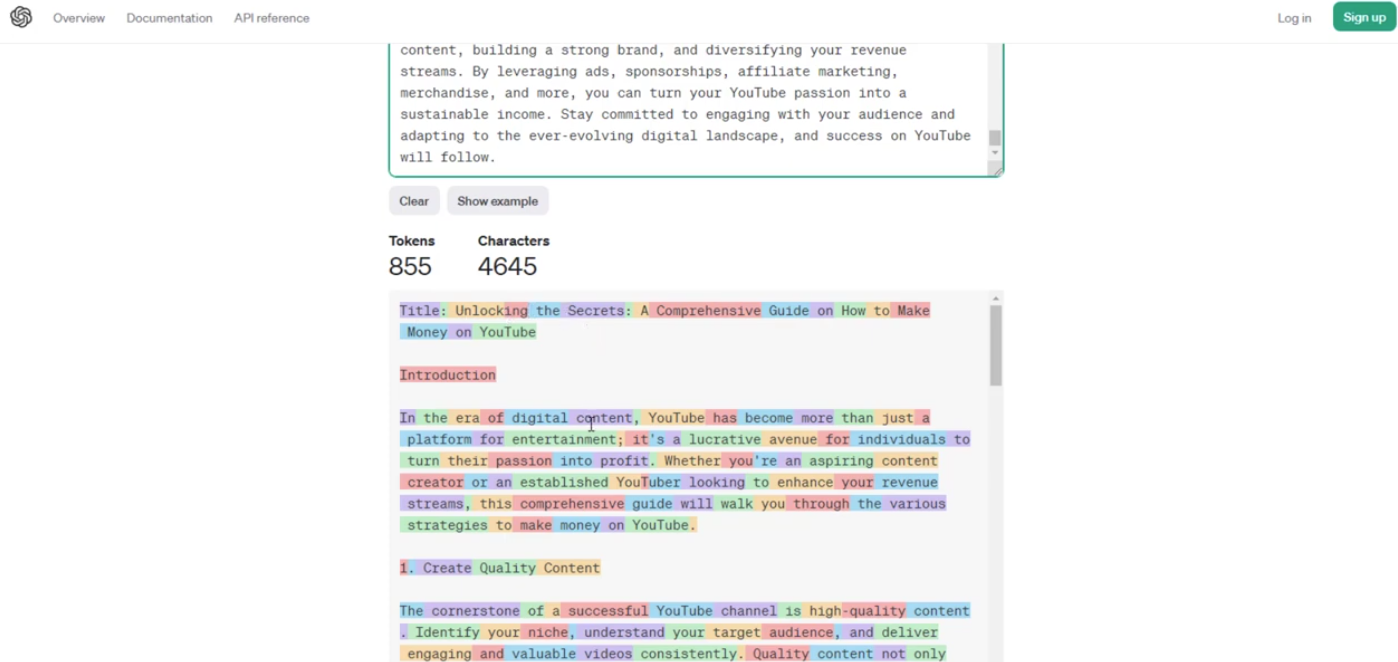 Overview Documentation API reference Log in Sign up
content, building a strong brand, and diversifying your revenue
streams. By leveraging ads, sponsorships, affiliate marketing,
merchandise, and more, you can turn your YouTube passion into a
sustainable income. Stay committed to engaging with your audience and
adapting to the ever-evolving digital landscape, and success on YouTube
will follow.
Clear Show example
Tokens Characters
855 4645
Title: Unlocking the Secrets: A Comprehensive Guide on How to Make
Money on YouTube
Introduction
In the era of digital content, YouTube has become more than just a
platform for entertainment; it's a lucrative avenue for individuals to
turn their passion into profit. Whether you're an aspiring content
creator or an established YouTuber looking to enhance your revenue
streams, this comprehensive guide will walk you through the various
strategies to make money on YouTube.
1. Create Quality Content
The cornerstone of a successful YouTube channel is high-quality content
. Identify your niche, understand your target audience, and deliver
engaging and valuable videos consistently. Quality content not only